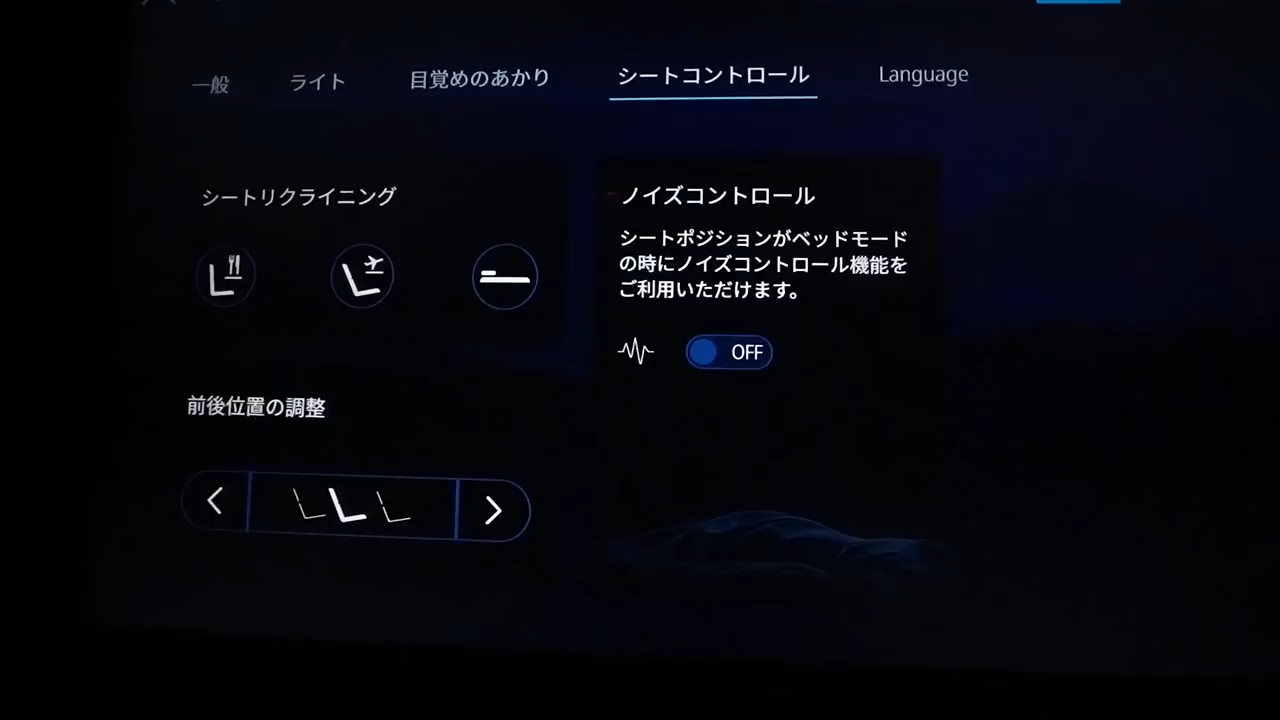 一般
ライト
目覚めのあかり
シートコントロール
Language
シートリクライニング
ノイズコントロール
シートポジションがベッドモード
の時にノイズコントロール機能を
ご利用いただけます。
OFF
前後位置の調整